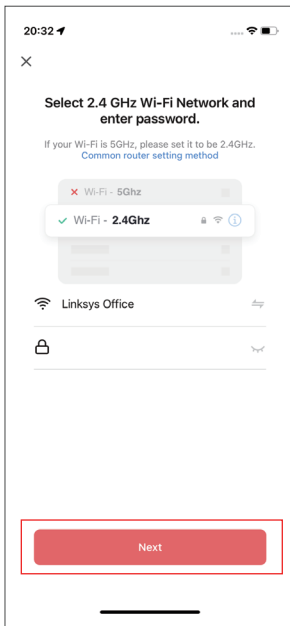 20:32
Select 2.4 GHz Wi-Fi Network and
enter password.
If your Wi-Fi is 5GHz, please set it to be 2.4GHz.
Common router setting method
Wi-Fi - 5Ghz
Wi-Fi - 2.4Ghz
Linksys Office
Next